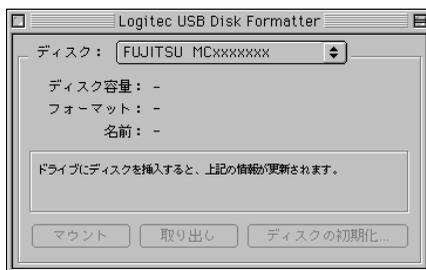 Logitec USB Disk Formatter
ディスク： FUJITSU MCxxxxxxx
ディスク容量： -
フォーマット： -
名前： -
ドライブにディスクを挿入すると、上記の情報が更新されます。
マウント 取り出し ディスクの初期化...